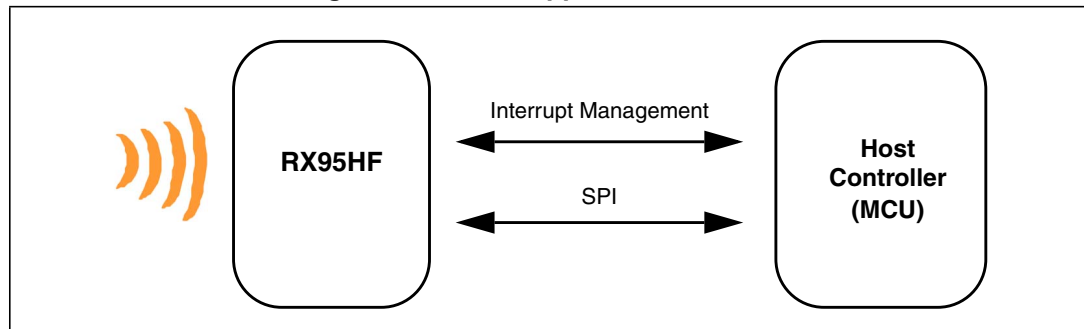 RX95HF
Interrupt Management
SPI
Host
Controller
(MCU)